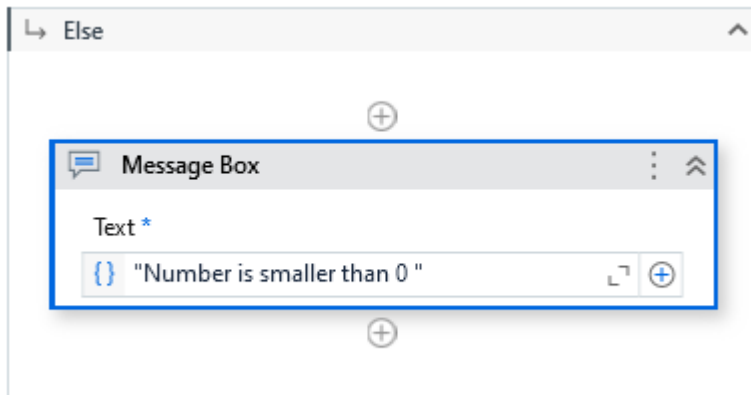 Else
Message Box
Text *
"Number is smaller than 0 "